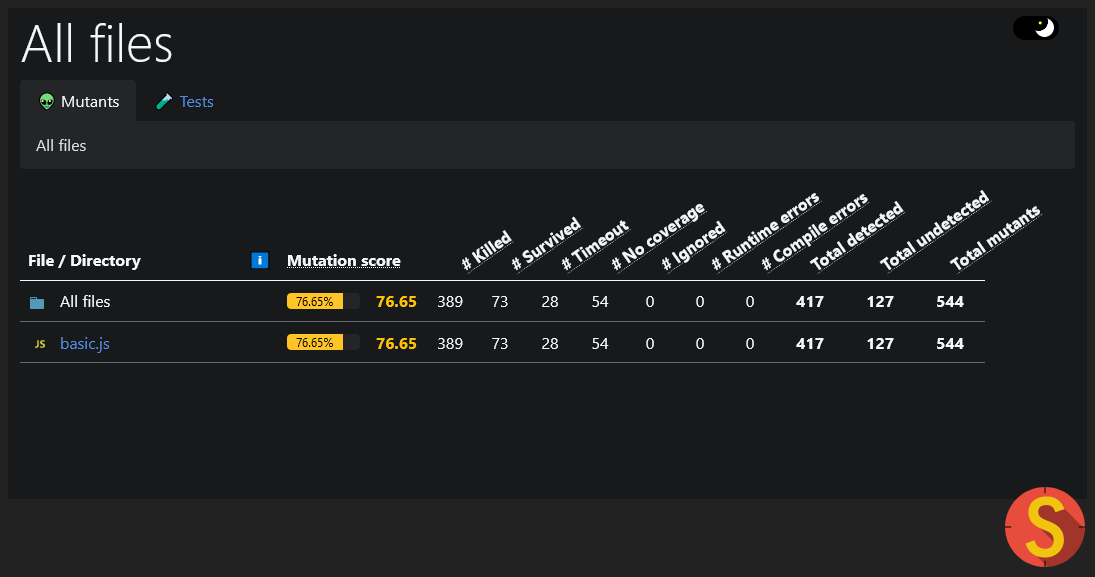 All files
Mutants Tests
All files
File / Directory i Mutation score # Killed # Survived # Timeout # No coverage # Ignored # Runtime errors # Compile errors Total detected Total undetected Total mutants
All files 76.65% 76.65 389 73 28 54 0 0 0 417 127 544
JS basic.js 76.65% 76.65 389 73 28 54 0 0 0 417 127 544
S